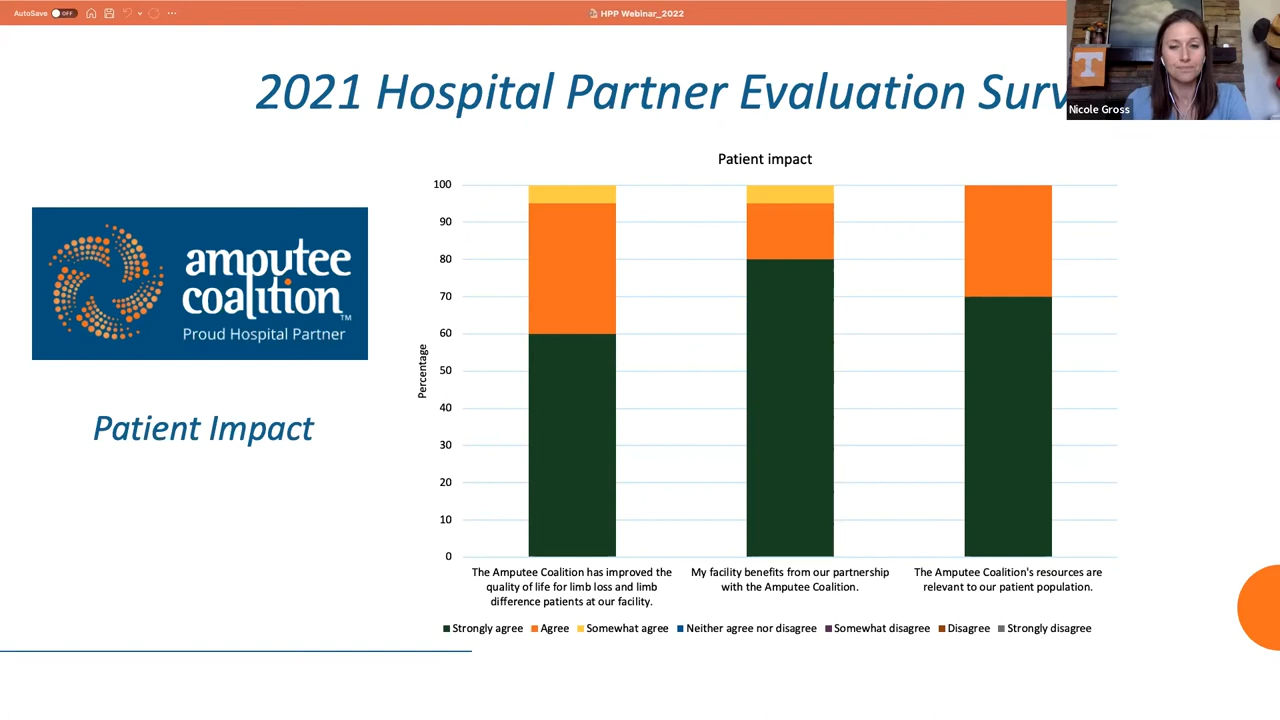 AutoSave OFF
HPP Webinar_2022
Nicole Gross
2021 Hospital Partner Evaluation Surv
amputee
coalition™
Proud Hospital Partner
Patient Impact
Patient impact
Percentage
100
90
80
70
60
50
40
30
20
10
0
The Amputee Coalition has improved the
quality of life for limb loss and limb
difference patients at our facility.
My facility benefits from our partnership
with the Amputee Coalition.
The Amputee Coalition's resources are
relevant to our patient population.
Strongly agree Agree Somewhat agree Neither agree nor disagree Somewhat disagree Disagree Strongly disagree